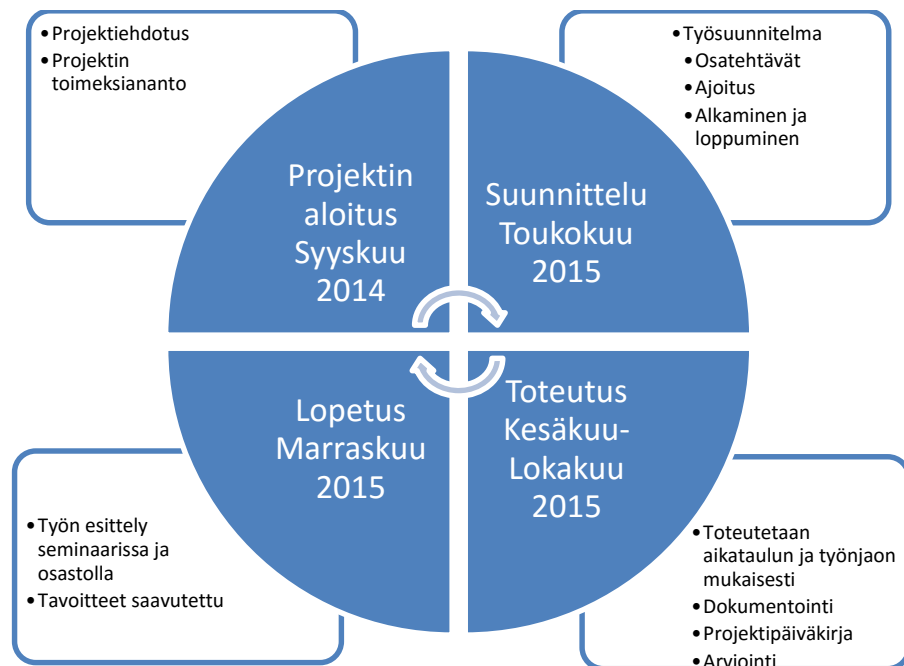 •Projektiehdotus
•Projektin
toimeksiananto
•Työsuunnitelma
•Osatehtävät
•Ajoitus
•Alkaminen ja
loppuminen
Projektin
aloitus
Syyskuu
2014
Suunnittelu
Toukokuu
2015
Lopetus
Marraskuu
2015
Toteutus
Kesäkuu-
Lokakuu
2015
•Työn esittely
seminaarissa ja
osastolla
•Tavoitteet saavutettu
•Toteutetaan
aikataulun ja työnjaon
mukaisesti
•Dokumentointi
•Projektipäiväkirja
•Arviointi